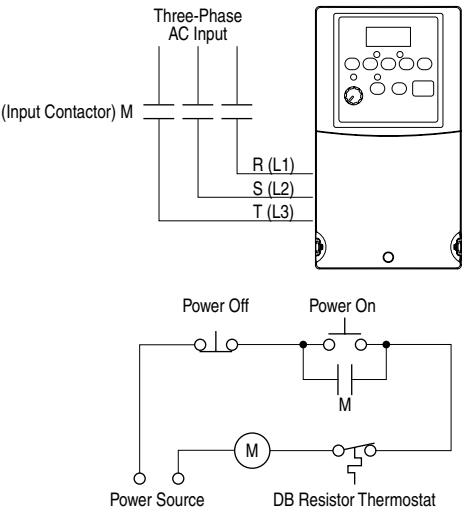 Three-Phase
AC Input
(Input Contactor) M
R (L1)
S (L2)
T (L3)
Power Off
Power On
M
M
Power Source
DB Resistor Thermostat